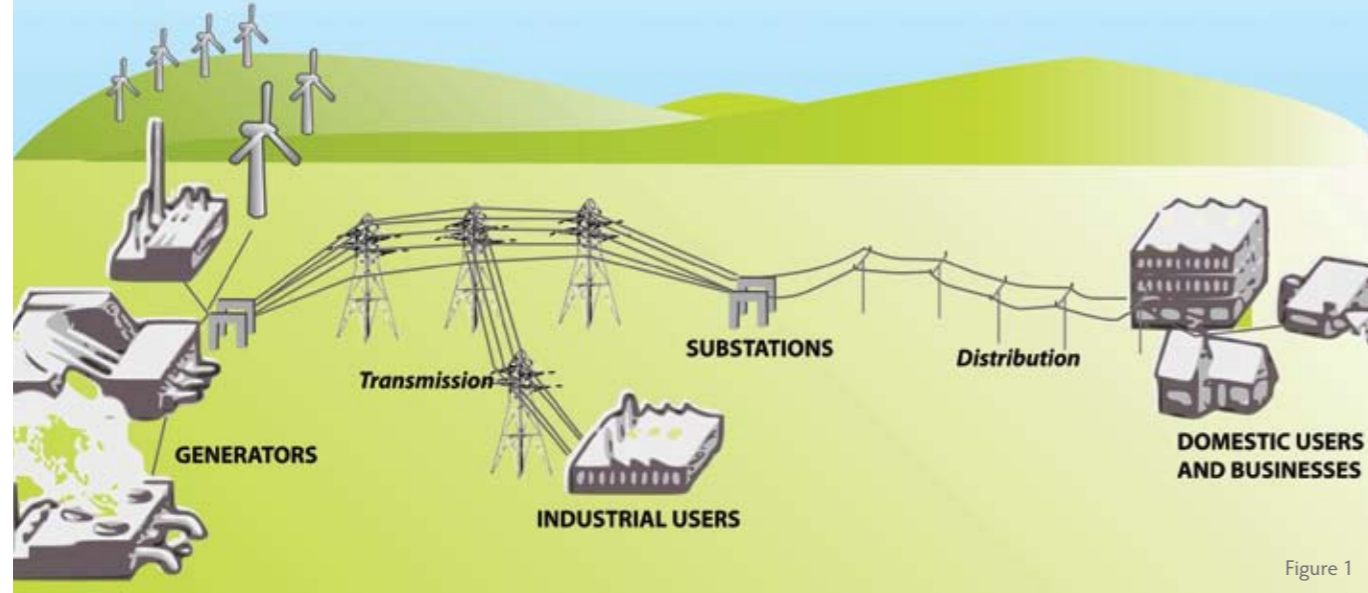 SUBSTATIONS
Distribution
Transmission
DOMESTIC USERS
AND BUSINESSES
GENERATORS
INDUSTRIAL USERS
Figure 1